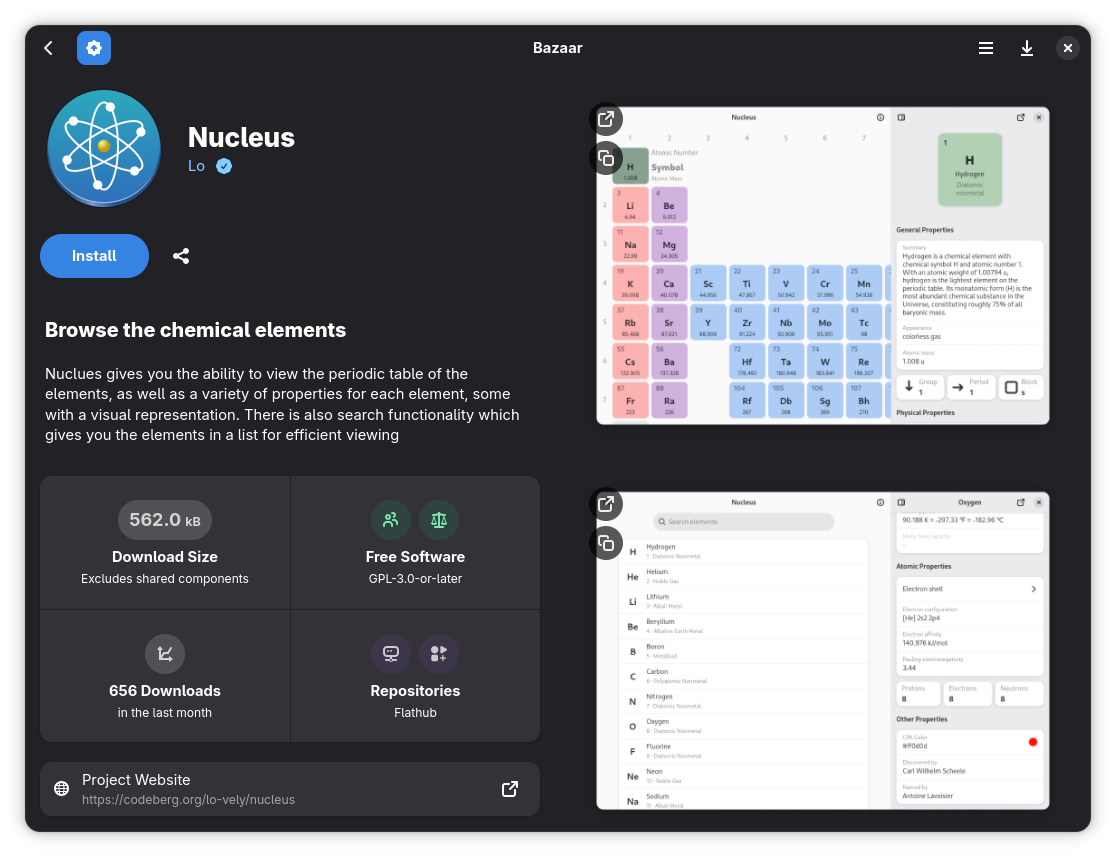 Bazaar
Nucleus
Lo
Install
Browse the chemical elements
Nuclues gives you the ability to view the periodic table of the
elements, as well as a variety of properties for each element, some
with a visual representation. There is also search functionality which
gives you the elements in a list for efficient viewing
562.0 kB
Download Size
Excludes shared components
Free Software
GPL-3.0-or-later
656 Downloads
in the last month
Repositories
Flathub
Project Website
https://codeberg.org/lo-vely/nucleus
Nucleus
1 2 3 4 5 6 7
Atomic Number
H Symbol
1.008 Atomic Mass
3 4
2 Li Be
6.94 9.012
11 12
3 Na Mg
22.99 24.305
19 20 21 22 23 24 25
4 K Ca Sc Ti V Cr Mn
39.098 40.078 44.956 47.867 50.942 51.996 54.938
37 38 39 40 41 42 43
5 Rb Sr Y Zr Nb Mo Tc
85.468 87.621 88.906 91.224 92.906 95.951 98
55 56 72 73 74 75
6 Cs Ba Hf Ta W Re
132.905 137.328 178.492 180.948 183.841 186.207
87 88 104 105 106 107
7 Fr Ra Rf Db Sg Bh
223 226 267 268 269 270
1
H
Hydrogen
Diatomic
nonmetal
General Properties
Summary
Hydrogen is a chemical element with
chemical symbol H and atomic number 1.
With an atomic weight of 1.00794 u,
hydrogen is the lightest element on the
periodic table. Its monatomic form (H) is the
most abundant chemical substance in the
Universe, constituting roughly 75% of all
baryonic mass.
Appearance
colorless gas
Atomic mass
1.008 u
Group Period Block
1 1 s
Physical Properties
Nucleus
Search elements
H Hydrogen
1 · Diatomic Nonmetal
He Helium
2 · Noble Gas
Li Lithium
3 · Alkali Metal
Be Beryllium
4 · Alkaline Earth Metal
B Boron
5 · Metalloid
C Carbon
6 · Polyatomic Nonmetal
N Nitrogen
7 · Diatomic Nonmetal
O Oxygen
8 · Diatomic Nonmetal
F Fluorine
9 · Diatomic Nonmetal
Ne Neon
10 · Noble Gas
Na Sodium
11 · Alkali Metal
Oxygen
90.188 K = -297.33 °F = -182.96 °C
Molar heat capacity
-
Atomic Properties
Electron shell
Electron configuration
[He] 2s2 2p4
Electron affinity
140.976 kJ/mol
Pauling electronegativity
3.44
Protons Electrons Neutrons
8 8 8
Other Properties
CPK Color
#ff0d0d
Discovered by
Carl Wilhelm Scheele
Named by
Antoine Lavoisier